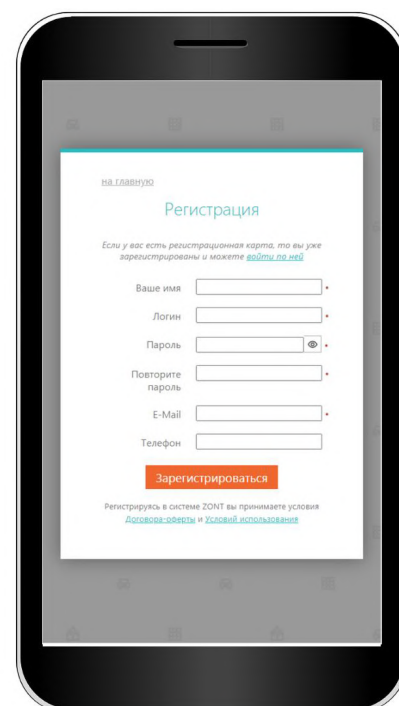 на главную
Регистрация
Если у вас есть регистрационная карта, то вы уже
зарегистрированы и можете войти по ней
Ваше имя *
Логин *
Пароль *
Повторите *
пароль
E-Mail *
Телефон
Зарегистрироваться
Регистрируясь в системе ZONT вы принимаете условия
Договора-оферты и Условий использования